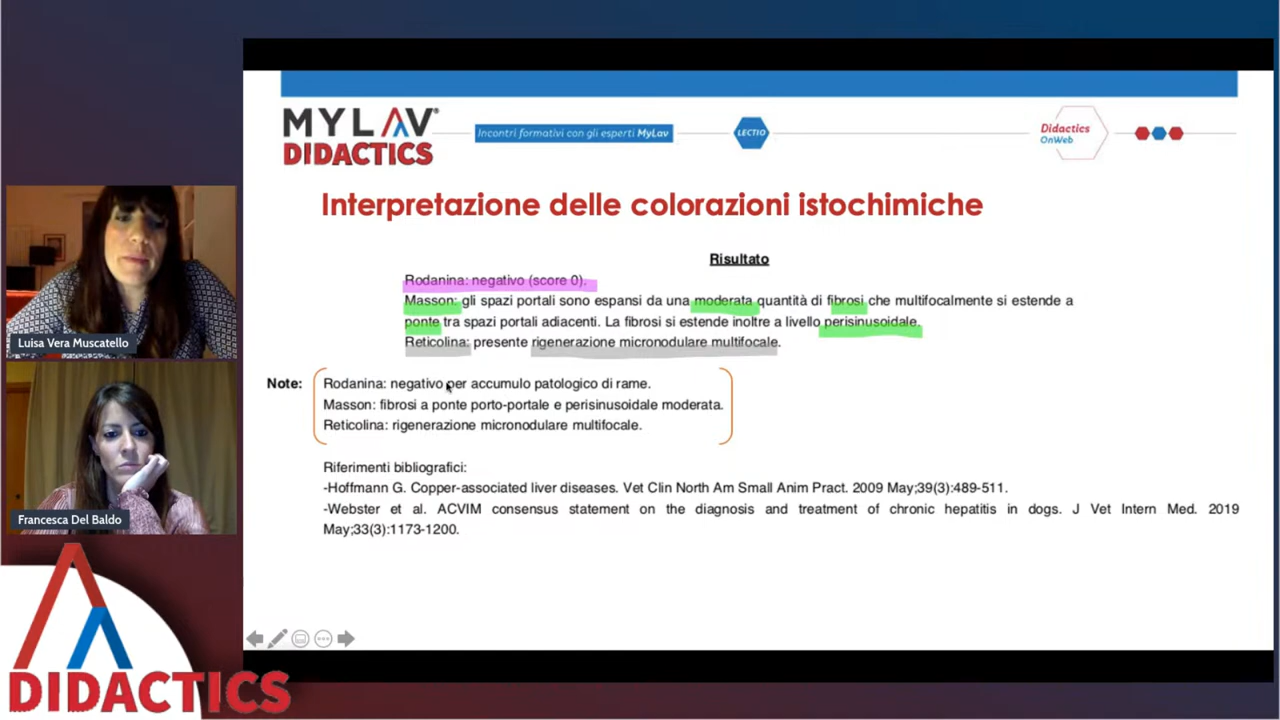 MYLAV®
DIDACTICS
Incontri formativi con gli esperti MyLav
LECTIO
Didactics
OnWeb
Interpretazione delle colorazioni istochimiche
Risultato
Rodanina: negativo (score 0).
Masson: gli spazi portali sono espansi da una moderata quantità di fibrosi che multifocalmente si estende a
ponte tra spazi portali adiacenti. La fibrosi si estende inoltre a livello perisinusoidale.
Reticolina: presente rigenerazione micronodulare multifocale.
Note:
Rodanina: negativo per accumulo patologico di rame.
Masson: fibrosi a ponte porto-portale e perisinusoidale moderata.
Reticolina: rigenerazione micronodulare multifocale.
Riferimenti bibliografici:
-Hoffmann G. Copper-associated liver diseases. Vet Clin North Am Small Anim Pract. 2009 May;39(3):489-511.
-Webster et al. ACVIM consensus statement on the diagnosis and treatment of chronic hepatitis in dogs. J Vet Intern Med. 2019
May;33(3):1173-1200.
Luisa Vera Muscatello
Francesca Del Baldo
DIDACTICS